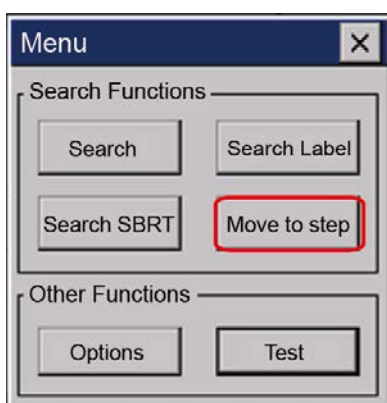 Menu
Search Functions
Search Search Label
Search SBRT Move to step
Other Functions
Options Test